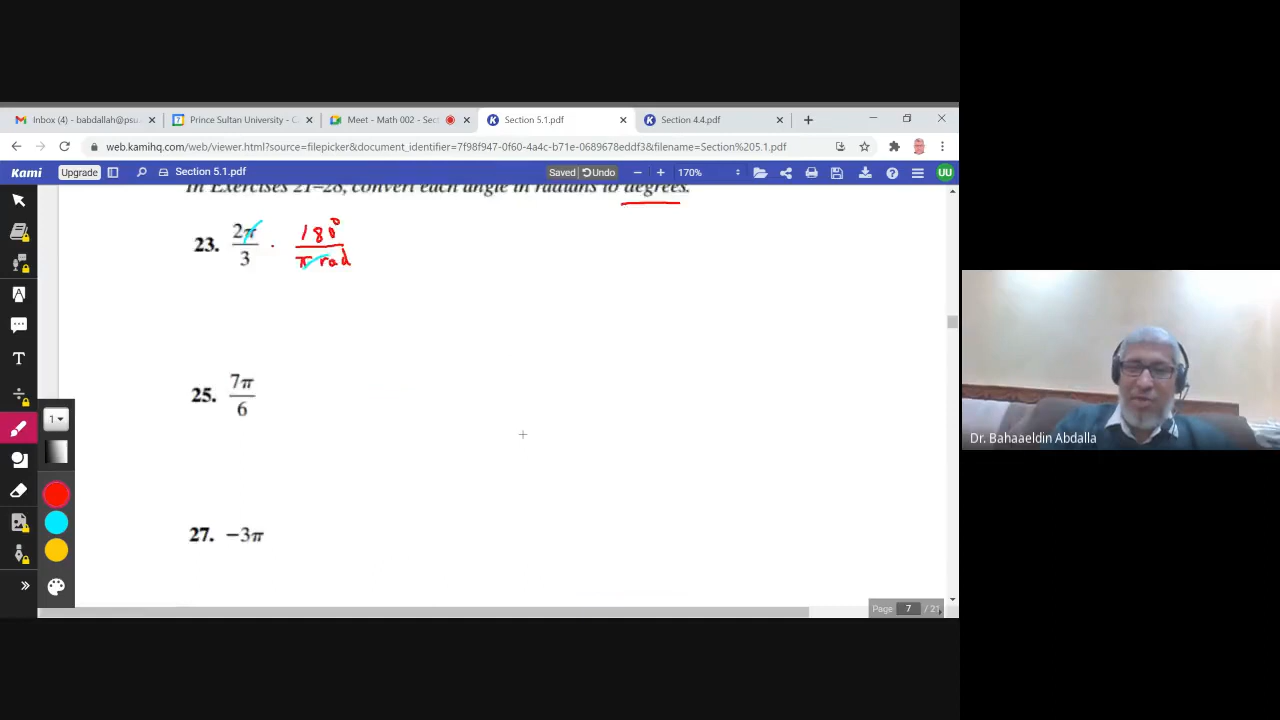 Inbox (4) - babdallah@psu
Prince Sultan University - C
Meet - Math 002 - Sec
Section 5.1.pdf
Section 4.4.pdf
web.kamihq.com/web/viewer.html?source=filepicker&document_identifier=7f98f947-0f60-4a4c-b71e-0689678eddf3&filename=Section%205.1.pdf
Kami Upgrade Section 5.1.pdf Saved Undo 170% UU
In Exercises 21–28, convert each angle in radians to degrees.
23. 2π/3 · 180°/π rad
25. 7π/6
1
27. −3π
Page 7 / 21
Dr. Bahaaeldin Abdalla